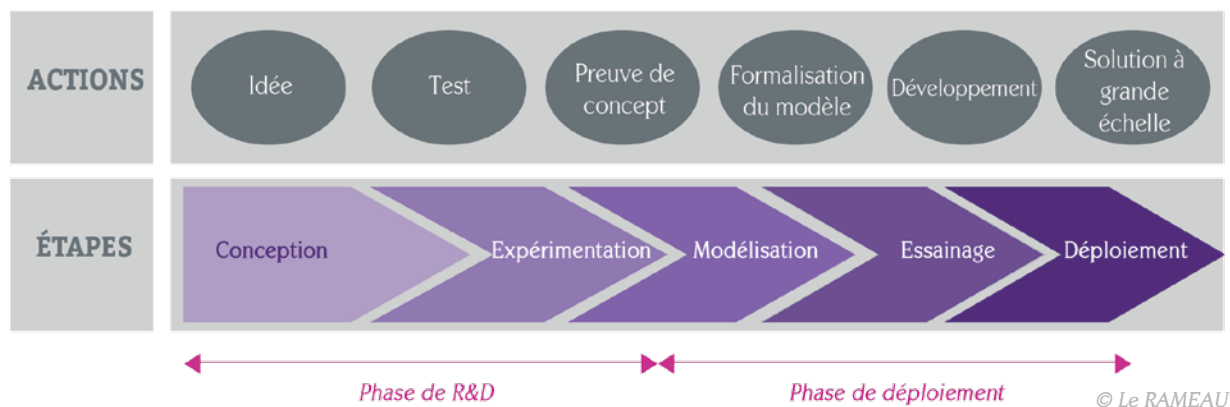 ACTIONS
Idée
Test
Preuve de
concept
Formalisation
du modèle
Développement
Solution à
grande
échelle
ÉTAPES
Conception
Expérimentation
Modélisation
Essainage
Déploiement
Phase de R&D
Phase de déploiement
© Le RAMEAU